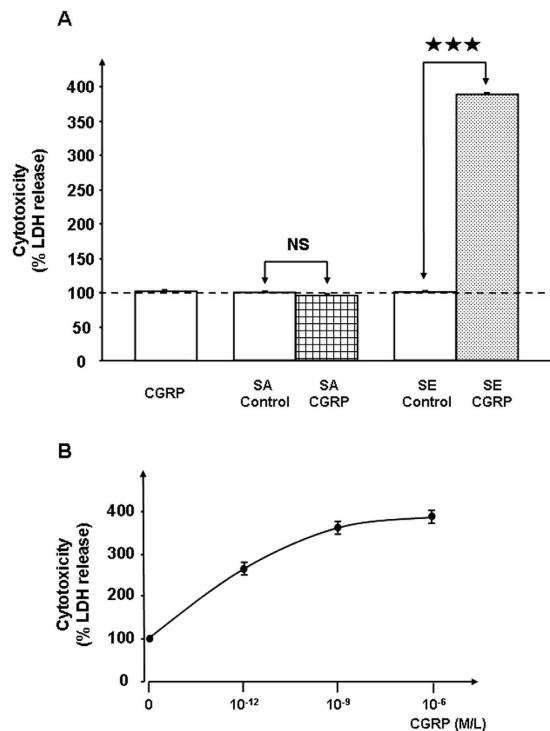 A
★★★
Cytotoxicity
(% LDH release)
400
350
300
250
200
150
100
50
0
NS
CGRP
SA
Control
SA
CGRP
SE
Control
SE
CGRP
B
Cytotoxicity
(% LDH release)
400
300
200
100
0
0
10-12
10-9
10-6
CGRP (M/L)